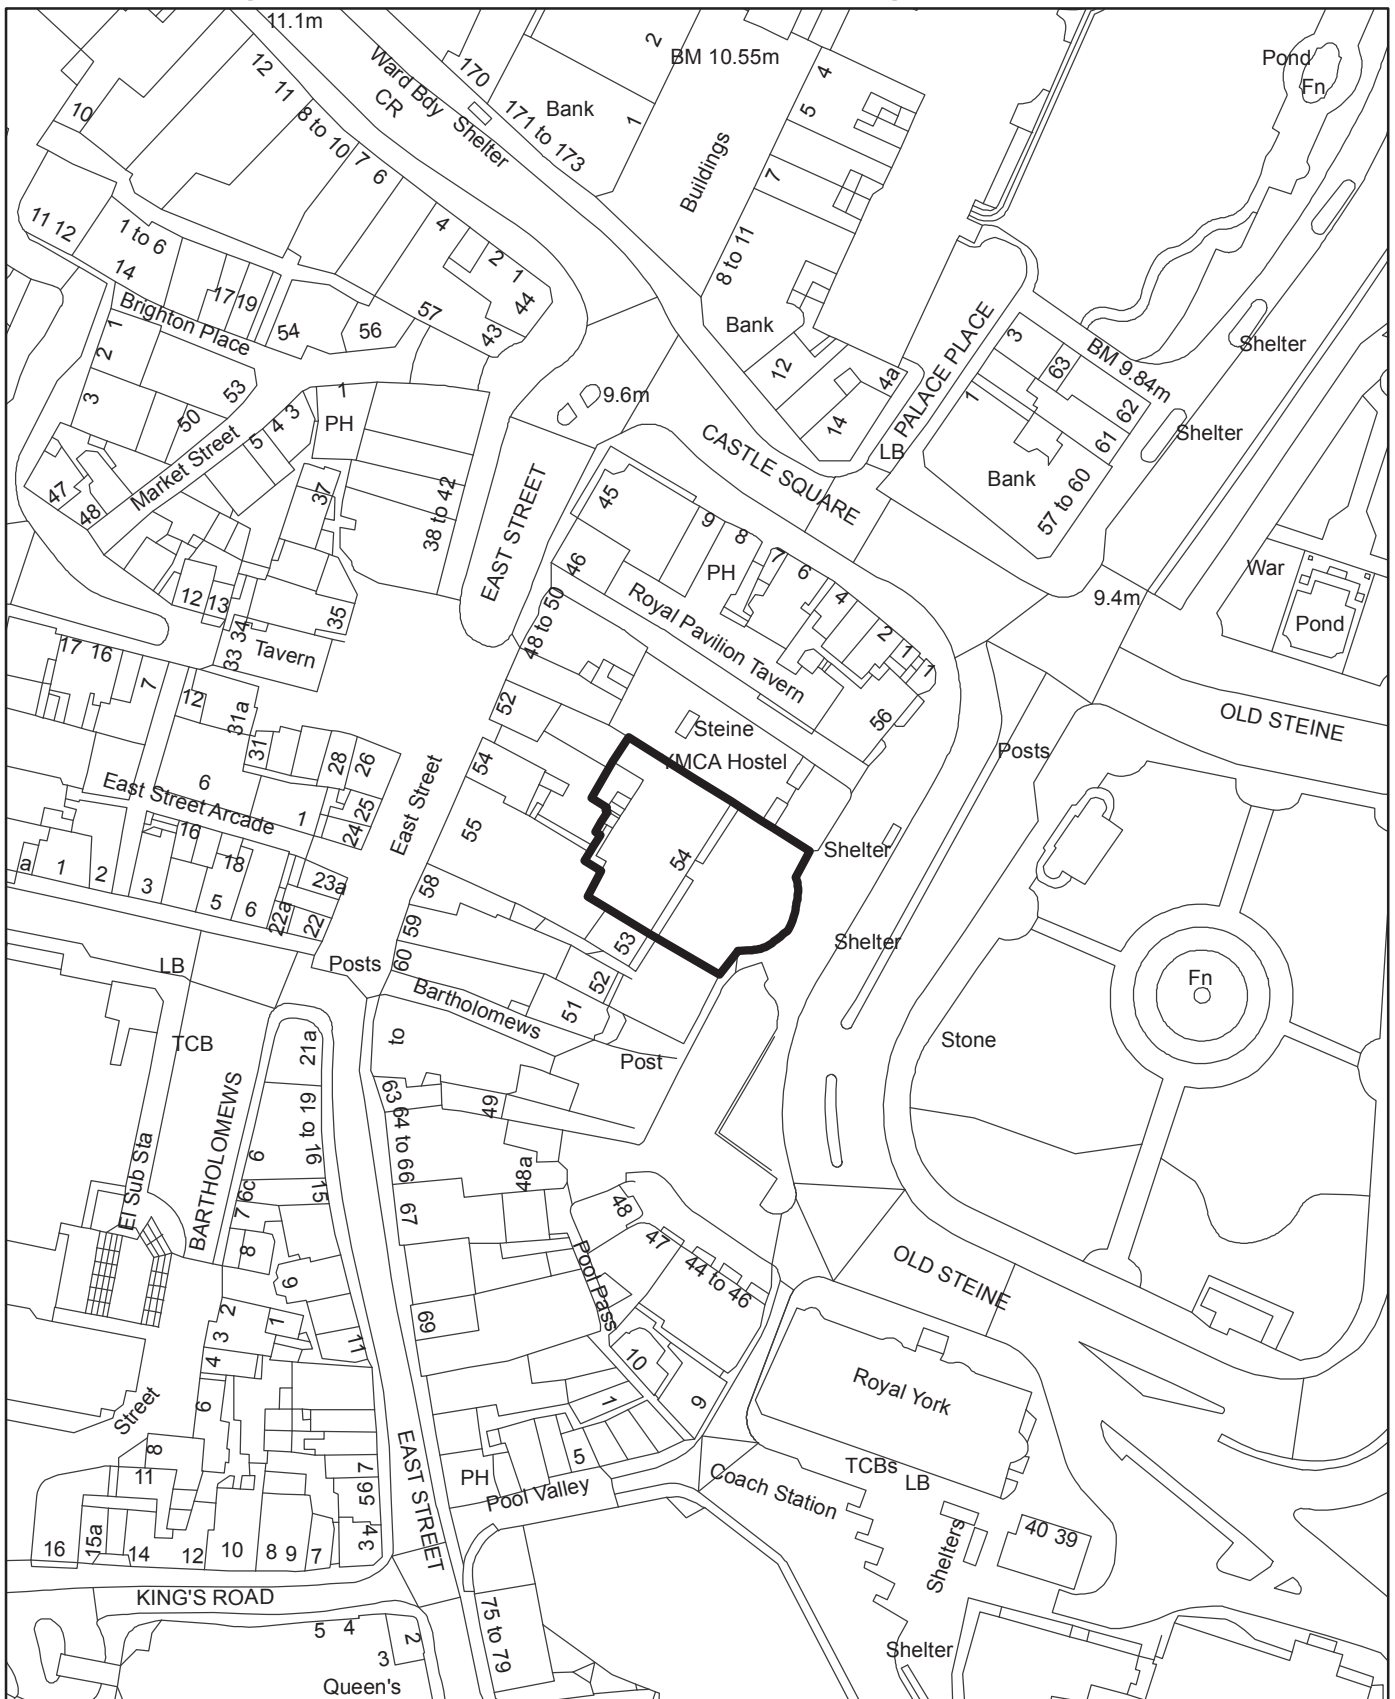 11.1m
Ward Bdy
CR
170
Shelter
171 to 173
Bank
2
1
BM 10.55m
4
5
7
Buildings
8 to 11
Bank
12
14
4a
Pond
Fn
12
11
8 to 10
7
6
4
2
1
44
43
10
11 12
1 to 6
14
17 19
Brighton Place
54
56
57
1
2
3
53
50
47
48
Market Street
5
4
3
1
PH
37
38 to 42
9.6m
EAST STREET
CASTLE SQUARE
PALACE PLACE
LB
3
63
BM 9.84m
62
61
1
Bank
57 to 60
Shelter
Shelter
War
Pond
9.4m
45
46
9
8
PH
7
6
4
2
1
1
Royal Pavilion Tavern
56
48 to 50
52
54
55
Steine
YMCA Hostel
54
53
12
13
34
33
35
Tavern
17 16
7
12
31a
31
28
26
25
24
6
1
East Street Arcade
East Street
a
1
2
3
16
18
5
6
22a
22
23a
58
59
60
52
51
Bartholomews
Posts
LB
TCB
BARTHOLOMEWS
El Sub Sta
21a
16 to 19
15
6
6c
7
8
9
11
to
63
64 to 66
67
69
49
48a
48
47
44 to 46
Post
Pool Pass
10
9
1
5
Pool Valley
PH
OLD STEINE
Posts
Shelter
Shelter
Fn
Stone
OLD STEINE
Royal York
Coach Station
TCBs
LB
Shelters
40 39
Shelter
2
3
4
1
6
Street
8
11
16
15a
14
12
10
8 9
7
7
56
34
EAST STREET
KING'S ROAD
5
4
3
2
Queen's
75 to 79